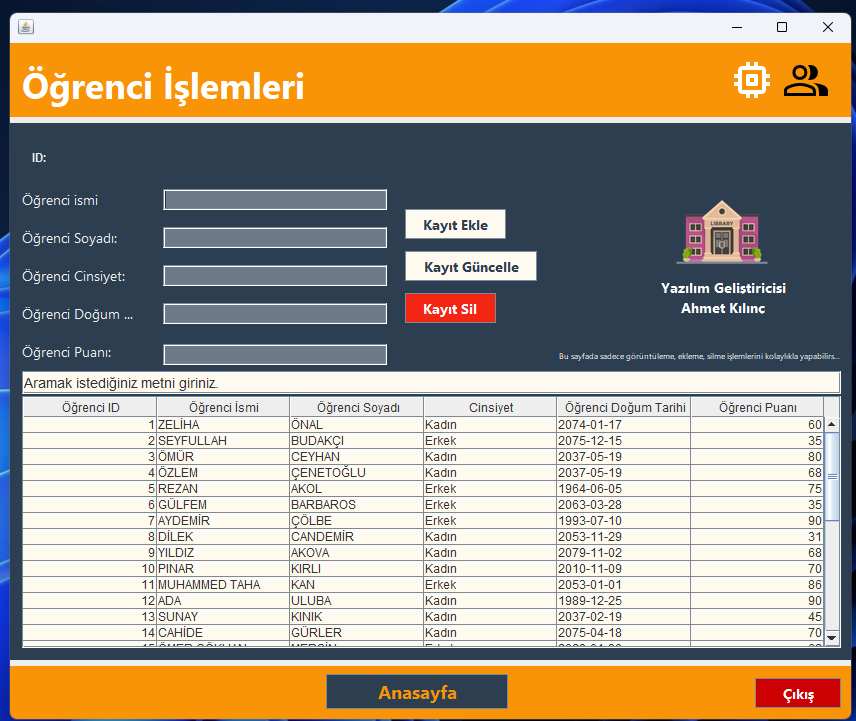 Öğrenci İşlemleri
ID:
Öğrenci ismi
Öğrenci Soyadı:
Öğrenci Cinsiyet:
Öğrenci Doğum ...
Öğrenci Puanı:
Kayıt Ekle
Kayıt Güncelle
Kayıt Sil
LIBRARY
Yazılım Geliştiricisi
Ahmet Kılınç
Bu sayfada sadece görüntüleme, ekleme, silme işlemlerini kolaylıkla yapabilirs...
Aramak istediğiniz metni giriniz.
Öğrenci ID Öğrenci İsmi Öğrenci Soyadı Cinsiyet Öğrenci Doğum Tarihi Öğrenci Puanı
1 ZELİHA ÖNAL Kadın 2074-01-17 60
2 SEYFULLAH BUDAKÇI Erkek 2075-12-15 35
3 ÖMÜR CEYHAN Kadın 2037-05-19 80
4 ÖZLEM ÇENETOĞLU Kadın 2037-05-19 68
5 REZAN AKOL Erkek 1964-06-05 75
6 GÜLFEM BARBAROS Erkek 2063-03-28 35
7 AYDEMİR ÇÖLBE Erkek 1993-07-10 90
8 DİLEK CANDEMİR Kadın 2053-11-29 31
9 YILDIZ AKOVA Kadın 2079-11-02 68
10 PINAR KIRLI Kadın 2010-11-09 70
11 MUHAMMED TAHA KAN Erkek 2053-01-01 86
12 ADA ULUBA Kadın 1989-12-25 90
13 SUNAY KINIK Kadın 2037-02-19 45
14 CAHİDE GÜRLER Kadın 2075-04-18 70
Anasayfa
Çıkış